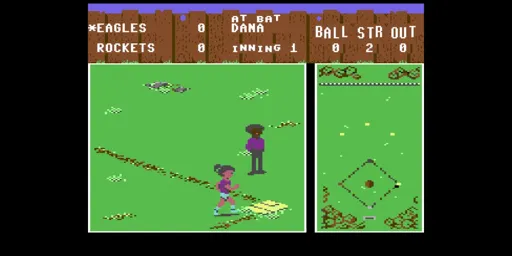 AT BAT
*EAGLES 0 DANA BALL STR OUT
ROCKETS 0 INNING 1 0 2 0